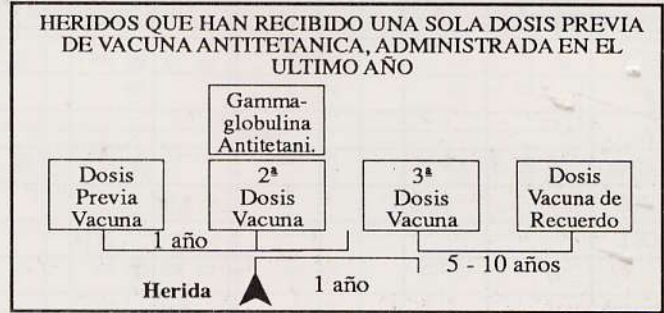 HERIDOS QUE HAN RECIBIDO UNA SOLA DOSIS PREVIA
DE VACUNA ANTITETANICA, ADMINISTRADA EN EL
ULTIMO AÑO
Gamma-
globulina
Antitetani.
Dosis
Previa
Vacuna
2ª
Dosis
Vacuna
3ª
Dosis
Vacuna
Dosis
Vacuna de
Recuerdo
1 año
5 - 10 años
Herida
1 año